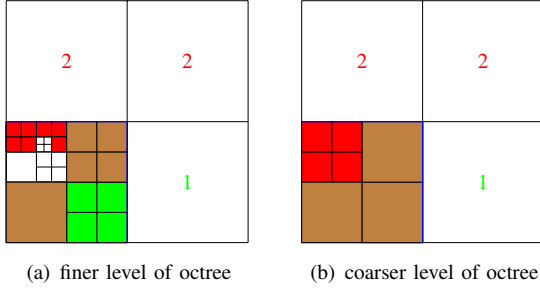 2 2 2 2
1 1
(a) finer level of octree (b) coarser level of octree